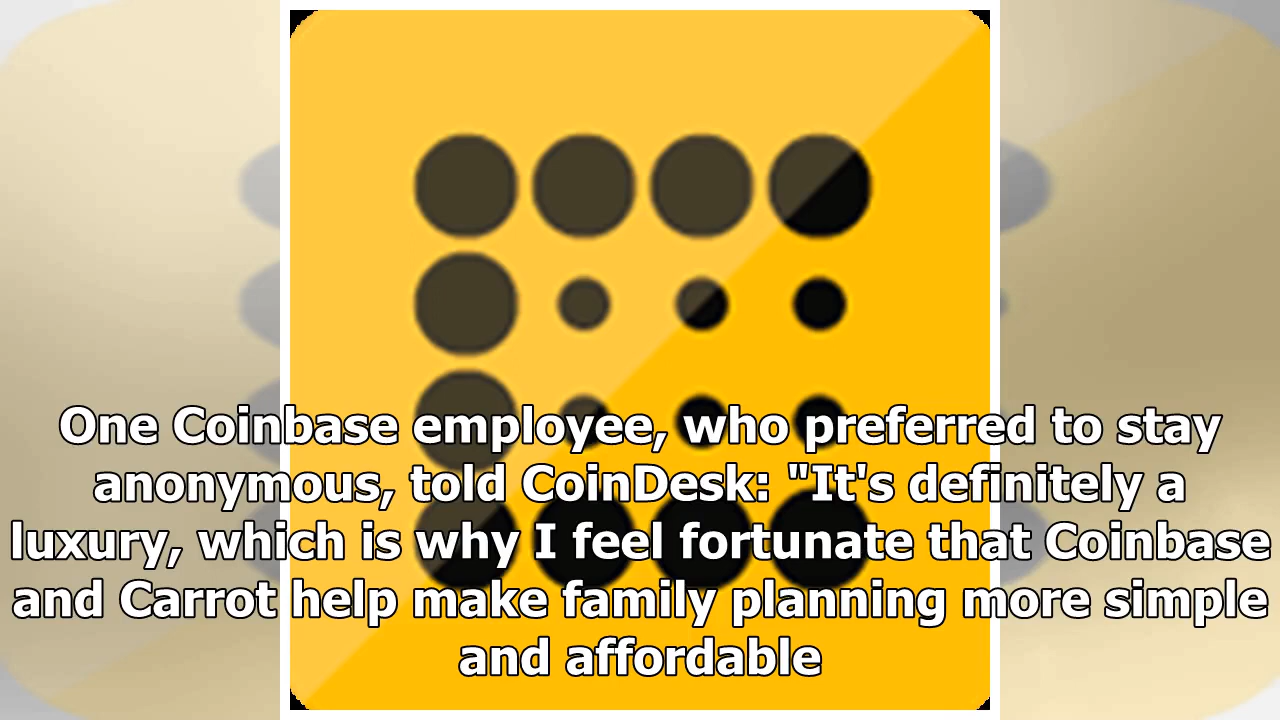 One Coinbase employee, who preferred to stay
anonymous, told CoinDesk: "It's definitely a
luxury, which is why I feel fortunate that Coinbase
and Carrot help make family planning more simple
and affordable